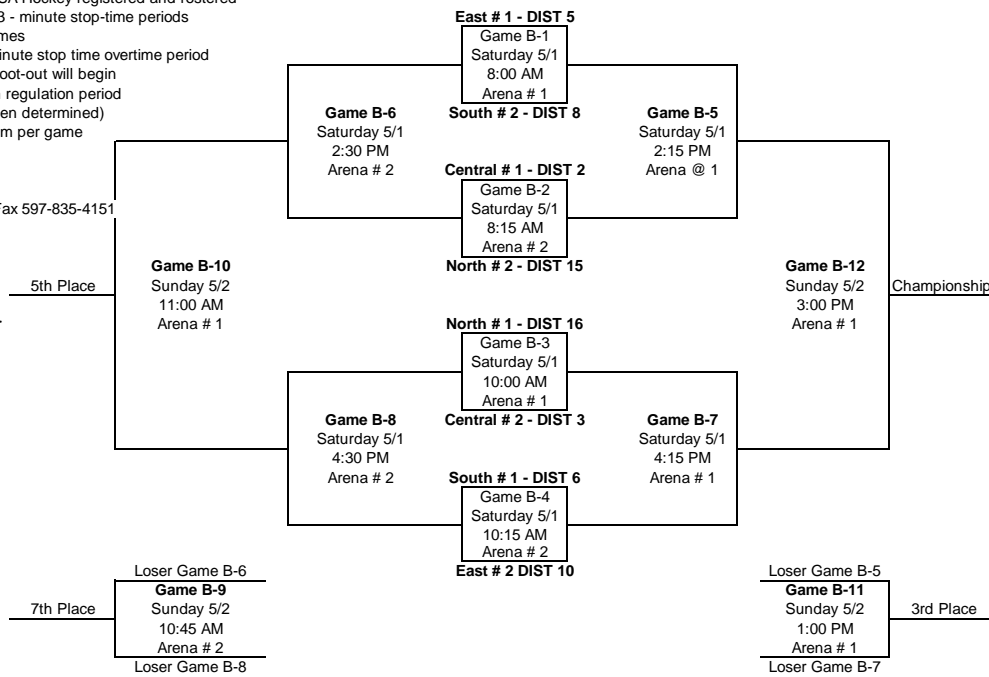 SA Hockey registered and rostered
3 - minute stop-time periods
mes
inute stop time overtime period
oot-out will begin
n regulation period
en determined)
m per game
Fax 597-835-4151
East # 1 - DIST 5
Game B-1
Saturday 5/1
8:00 AM
Arena # 1
South # 2 - DIST 8
Game B-6
Saturday 5/1
2:30 PM
Arena # 2
Game B-5
Saturday 5/1
2:15 PM
Arena @ 1
Central # 1 - DIST 2
Game B-2
Saturday 5/1
8:15 AM
Arena # 2
North # 2 - DIST 15
5th Place
Game B-10
Sunday 5/2
11:00 AM
Arena # 1
Game B-12
Sunday 5/2
3:00 PM
Arena # 1
Championship
North # 1 - DIST 16
Game B-3
Saturday 5/1
10:00 AM
Arena # 1
Central # 2 - DIST 3
Game B-8
Saturday 5/1
4:30 PM
Arena # 2
Game B-7
Saturday 5/1
4:15 PM
Arena # 1
South # 1 - DIST 6
Game B-4
Saturday 5/1
10:15 AM
Arena # 2
East # 2 DIST 10
Loser Game B-6
7th Place
Game B-9
Sunday 5/2
10:45 AM
Arena # 2
Loser Game B-8
Loser Game B-5
Game B-11
Sunday 5/2
1:00 PM
Arena # 1
3rd Place
Loser Game B-7